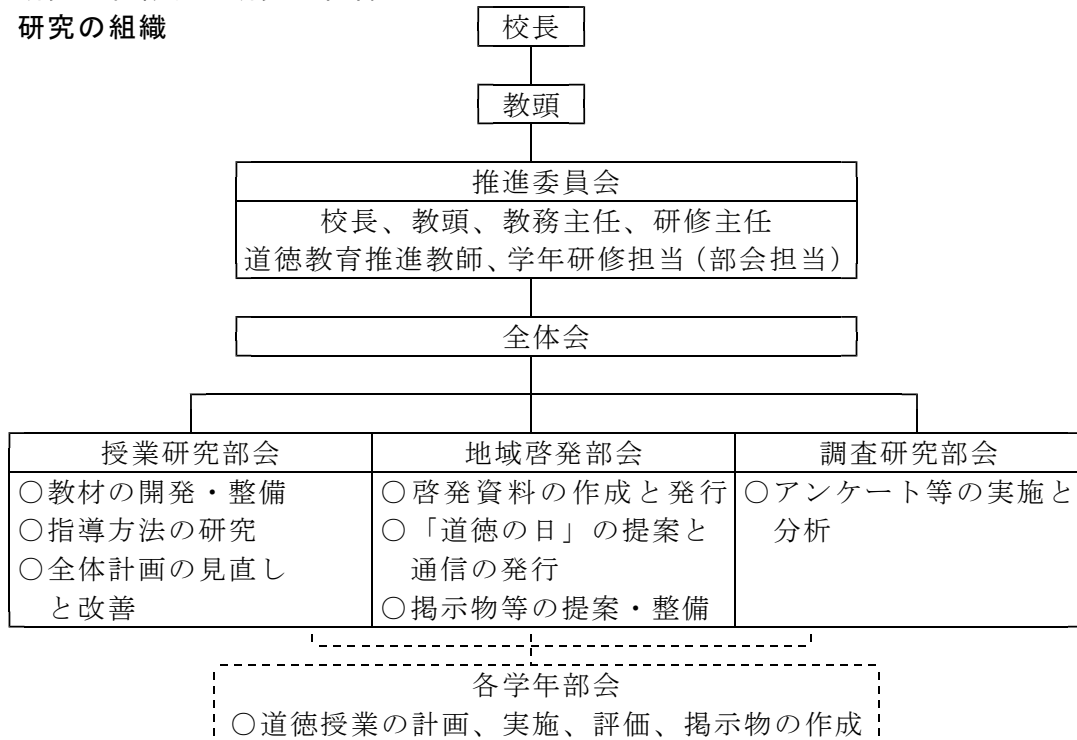 研究の組織
校長
教頭
推進委員会
校長、教頭、教務主任、研修主任
道徳教育推進教師、学年研修担当(部会担当)
全体会
授業研究部会
○教材の開発・整備
○指導方法の研究
○全体計画の見直し
と改善
地域啓発部会
○啓発資料の作成と発行
○「道徳の日」の提案と
通信の発行
○掲示物等の提案・整備
調査研究部会
○アンケート等の実施と
分析
各学年部会
○道徳授業の計画、実施、評価、掲示物の作成